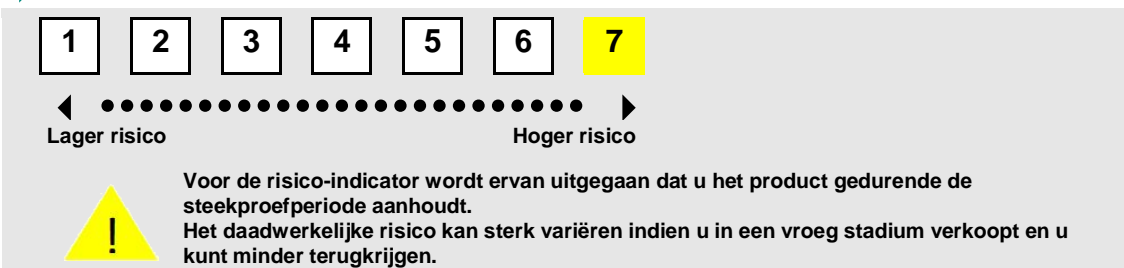 1 2 3 4 5 6 7
Lager risico Hoger risico
Voor de risico-indicator wordt ervan uitgegaan dat u het product gedurende de
steekproefperiode aanhoudt.
! Het daadwerkelijke risico kan sterk variëren indien u in een vroeg stadium verkoopt en u
kunt minder terugkrijgen.